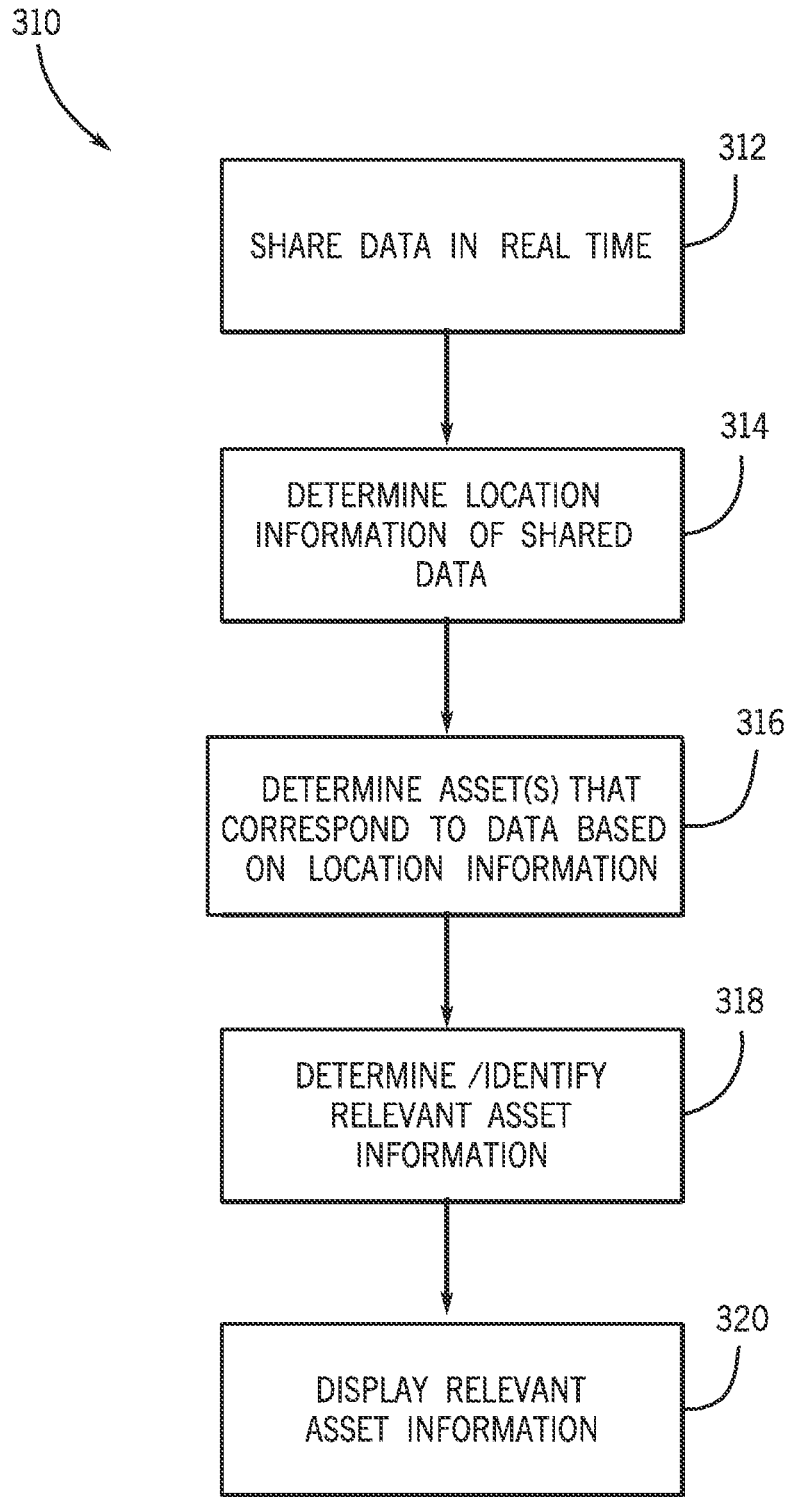 310
312
SHARE DATA IN REAL TIME
314
DETERMINE LOCATION
INFORMATION OF SHARED
DATA
316
DETERMINE ASSET(S) THAT
CORRESPOND TO DATA BASED
ON LOCATION INFORMATION
318
DETERMINE /IDENTIFY
RELEVANT ASSET
INFORMATION
320
DISPLAY RELEVANT
ASSET INFORMATION